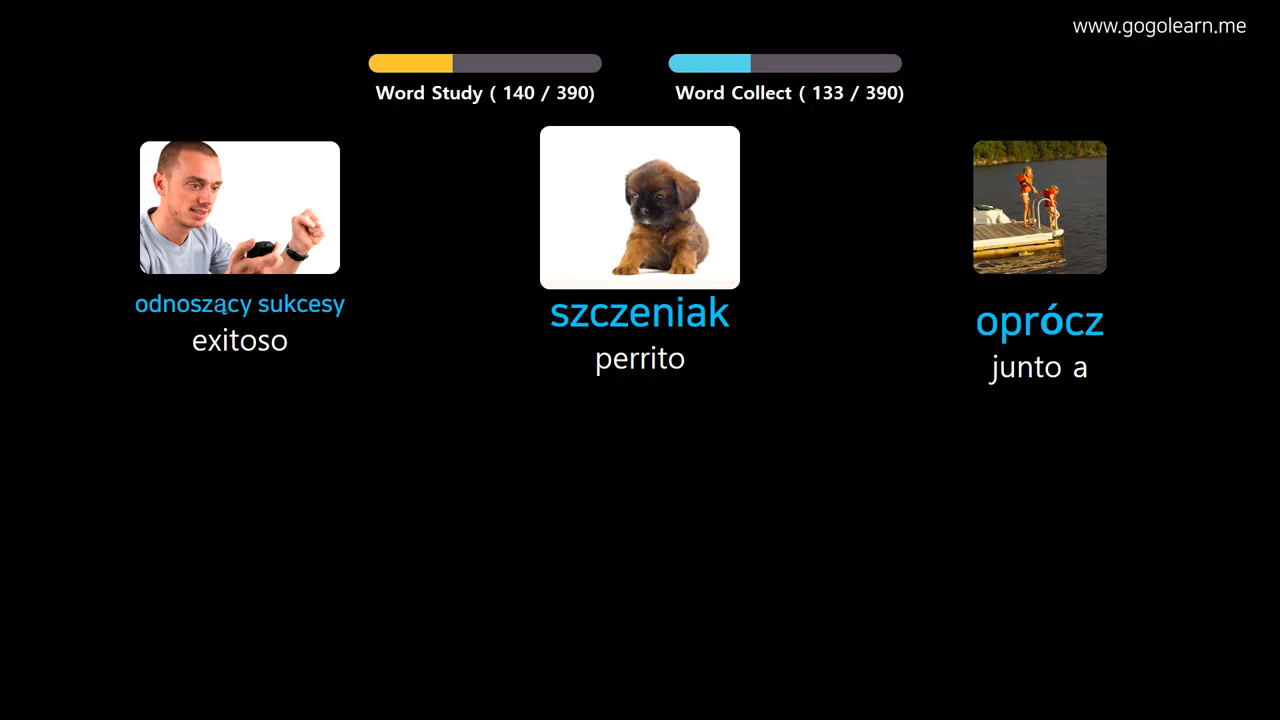 www.gogolearn.me
Word Study ( 140 / 390)
Word Collect ( 133 / 390)
odnoszący sukcesy
exitoso
szczeniak
perrito
oprócz
junto a